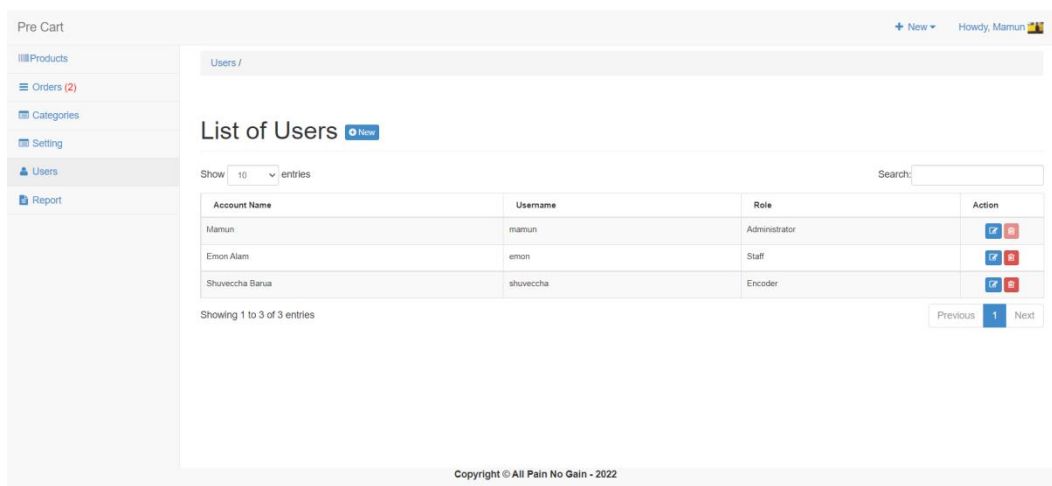 Pre Cart
New
Howdy, Mamun
Products
Orders (2)
Categories
Setting
Users
Report
Users /
List of Users New
Show 10 entries
Search:
Account Name Username Role Action
Mamun mamun Administrator
Emon Alam emon Staff
Shuveccha Barua shuveccha Encoder
Showing 1 to 3 of 3 entries
Previous 1 Next
Copyright © All Pain No Gain - 2022